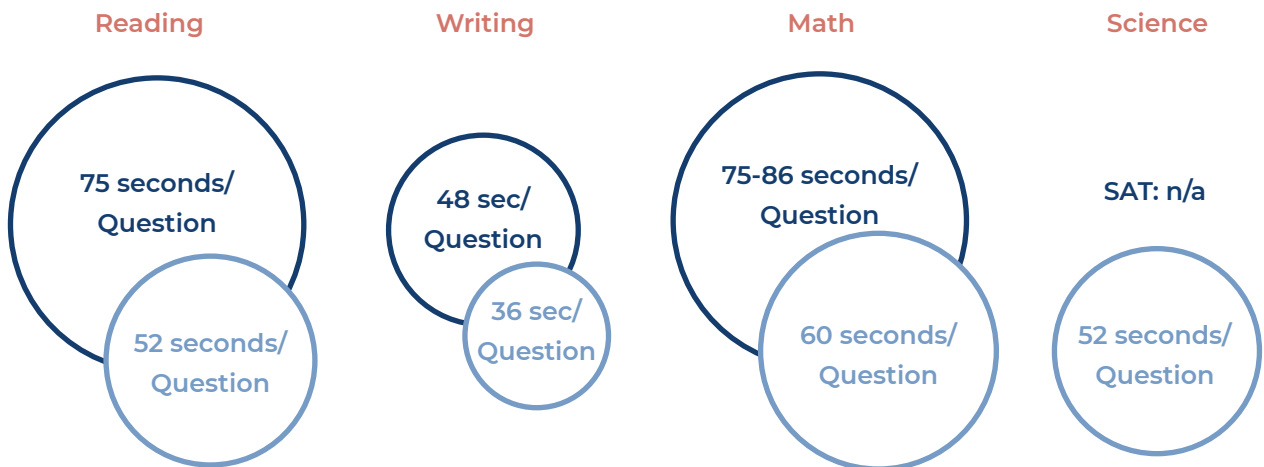 Reading
Writing
Math
Science
75 seconds/
Question
52 seconds/
Question
48 sec/
Question
36 sec/
Question
75-86 seconds/
Question
60 seconds/
Question
SAT: n/a
52 seconds/
Question